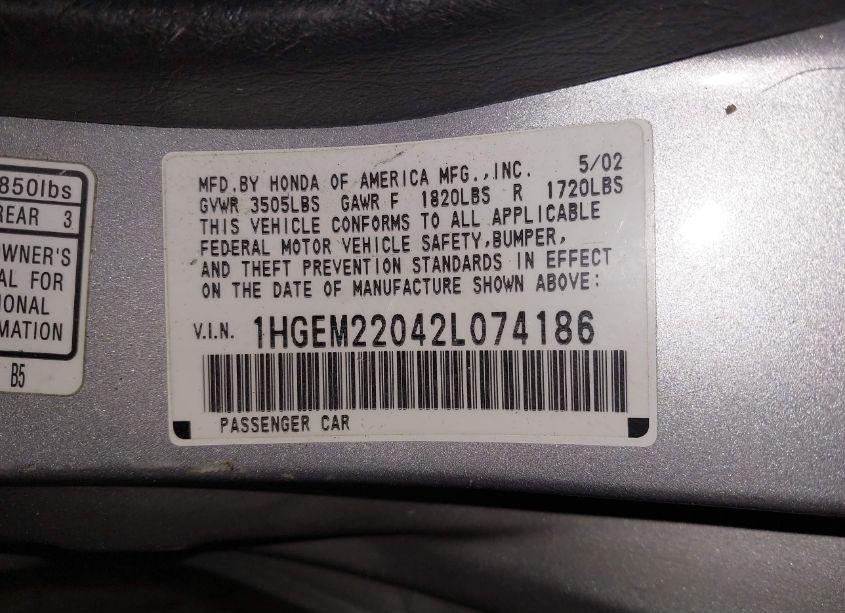 850lbs
REAR 3
OWNER'S
AL FOR
IONAL
MATION
B5
MFD. BY HONDA OF AMERICA MFG., INC. 5/02
GVWR 3505LBS GAWR F 1820LBS R 1720LBS
THIS VEHICLE CONFORMS TO ALL APPLICABLE
FEDERAL MOTOR VEHICLE SAFETY, BUMPER,
AND THEFT PREVENTION STANDARDS IN EFFECT
ON THE DATE OF MANUFACTURE SHOWN ABOVE:
V.I.N. 1HGEM22042L074186
PASSENGER CAR